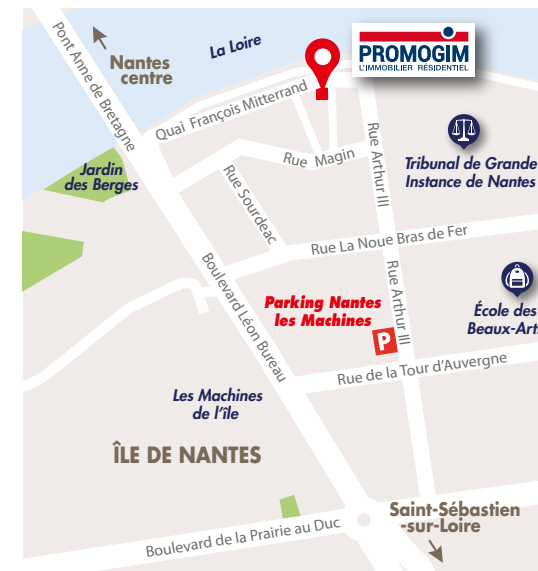 La Loire
PROMOGIM
L'IMMOBILIER RÉSIDENTIEL
Nantes
centre
Pont Anne de Bretagne
Quai François Mitterrand
Rue Magin
Rue Arthur III
Tribunal de Grande
Instance de Nantes
Jardin
des Berges
Rue Sourdeac
Rue La Noue Bras de Fer
Boulevard Léon Bureau
Rue Arthur III
École des
Beaux-Art
Parking Nantes
les Machines
P
Rue de la Tour d'Auvergne
Les Machines
de l'île
ÎLE DE NANTES
Saint-Sébastien
-sur-Loire
Boulevard de la Prairie au Duc